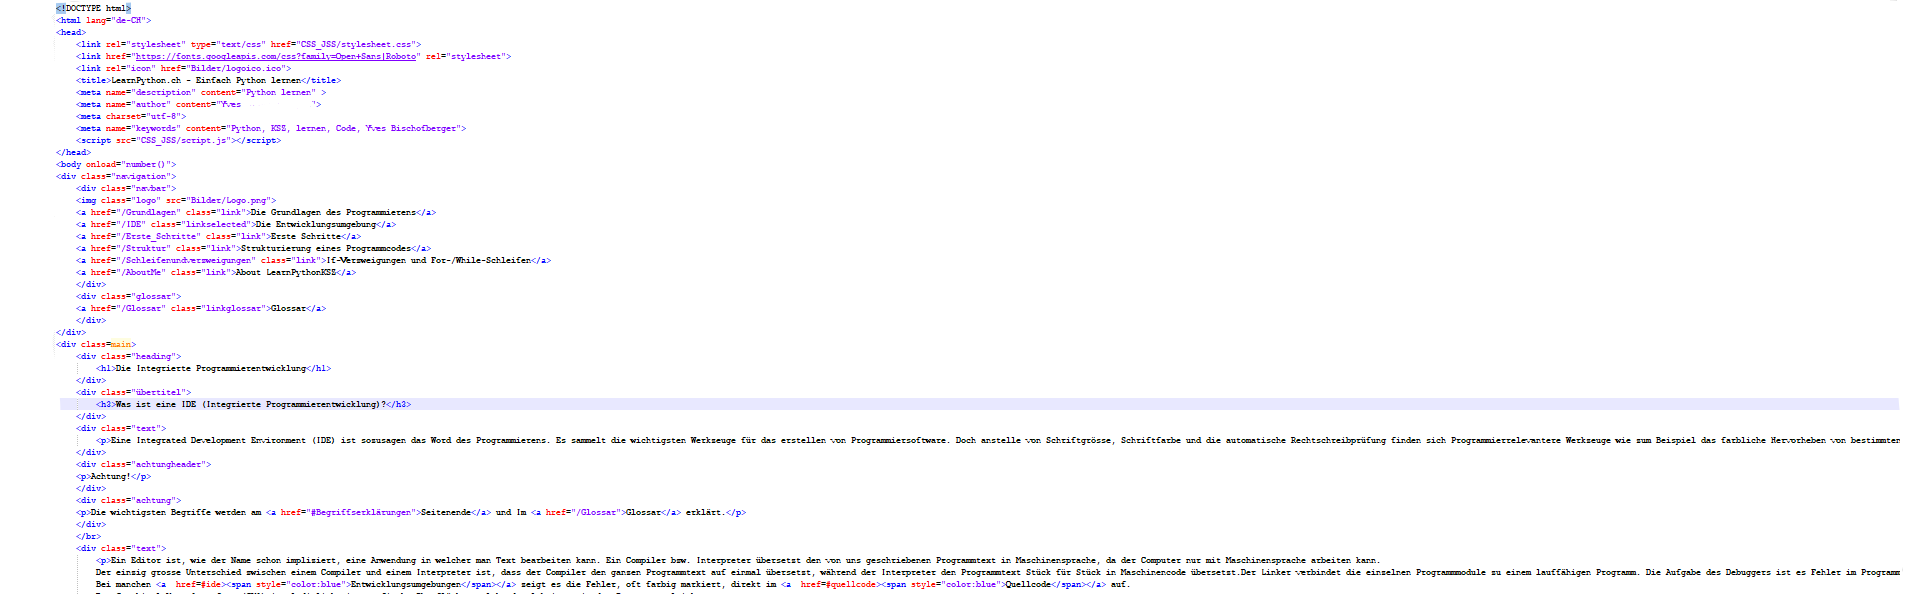 <!DOCTYPE html>
<html lang="de-CH">
<head>
<link rel="stylesheet" type="text/css" href="CSS_JSS/stylesheet.css">
<link href="https://fonts.googleapis.com/css?family=Open+Sans|Roboto" rel="stylesheet">
<link rel="icon" href="Bilder/logoico.ico">
<title>LearnPython.ch - Einfach Python lernen</title>
<meta name="description" content="Python lernen" >
<meta name="author" content="Yves ">
<meta charset="utf-8">
<meta name="keywords" content="Python, KSZ, lernen, Code, Yves Bischofberger">
<script src="CSS_JSS/script.js"></script>
</head>
<body onload="number()">
<div class="navigation">
<div class="navbar">
<img class="logo" src="Bilder/Logo.png">
<a href="/Grundlagen" class="link">Die Grundlagen des Programmierens</a>
<a href="/IDE" class="linkselected">Die Entwicklungsumgebung</a>
<a href="/Erste_Schritte" class="link">Erste Schritte</a>
<a href="/Struktur" class="link">Strukturierung eines Programmcodes</a>
<a href="/Schleifenundverzweigungen" class="link">If-Verzweigungen und For-/While-Schleifen</a>
<a href="/AboutMe" class="link">About LearnPythonKSZ</a>
</div>
<div class="glossar">
<a href="/Glossar" class="linkglossar">Glossar</a>
</div>
</div>
<div class=main>
<div class="heading">
<h1>Die Integrierte Programmierentwicklung</h1>
</div>
<div class="übertitel">
<h3>Was ist eine IDE (Integrierte Programmierentwicklung)?</h3>
</div>
<div class="text">
<p>Eine Integrated Development Environment (IDE) ist sozusagen das Word des Programmierens. Es sammelt die wichtigsten Werkzeuge für das erstellen von Programmiersoftware. Doch anstelle von Schriftgrösse, Schriftfarbe und die automatische Rechtschreibprüfung finden sich Programmierrelevantere Werkzeuge wie zum Beispiel das farbliche Hervorheben von bestimmten
</div>
<div class="achtungheader">
<p>Achtung!</p>
</div>
<div class="achtung">
<p>Die wichtigsten Begriffe werden am <a href="#Begriffserklärungen">Seitenende</a> und Im <a href="/Glossar">Glossar</a> erklärt.</p>
</div>
</br>
<div class="text">
<p>Ein Editor ist, wie der Name schon impliziert, eine Anwendung in welcher man Text bearbeiten kann. Ein Compiler bzw. Interpreter übersetzt den von uns geschriebenen Programmtext in Maschinensprache, da der Computer nur mit Maschinensprache arbeiten kann.
Der einzig grosse Unterschied zwischen einem Compiler und einem Interpreter ist, dass der Compiler den ganzen Programmtext auf einmal übersetzt, während der Interpreter den Programmtext Stück für Stück in Maschinencode übersetzt.Der Linker verbindet die einzelnen Programmmodule zu einem lauffähigen Programm. Die Aufgabe des Debuggers ist es Fehler im Programm
Bei manchen <a  href=#ide><span style="color:blue">Entwicklungsumgebungen</span></a> zeigt es die Fehler, oft farbig markiert, direkt im <a  href=#quellcode><span style="color:blue">Quellcode</span></a> auf.